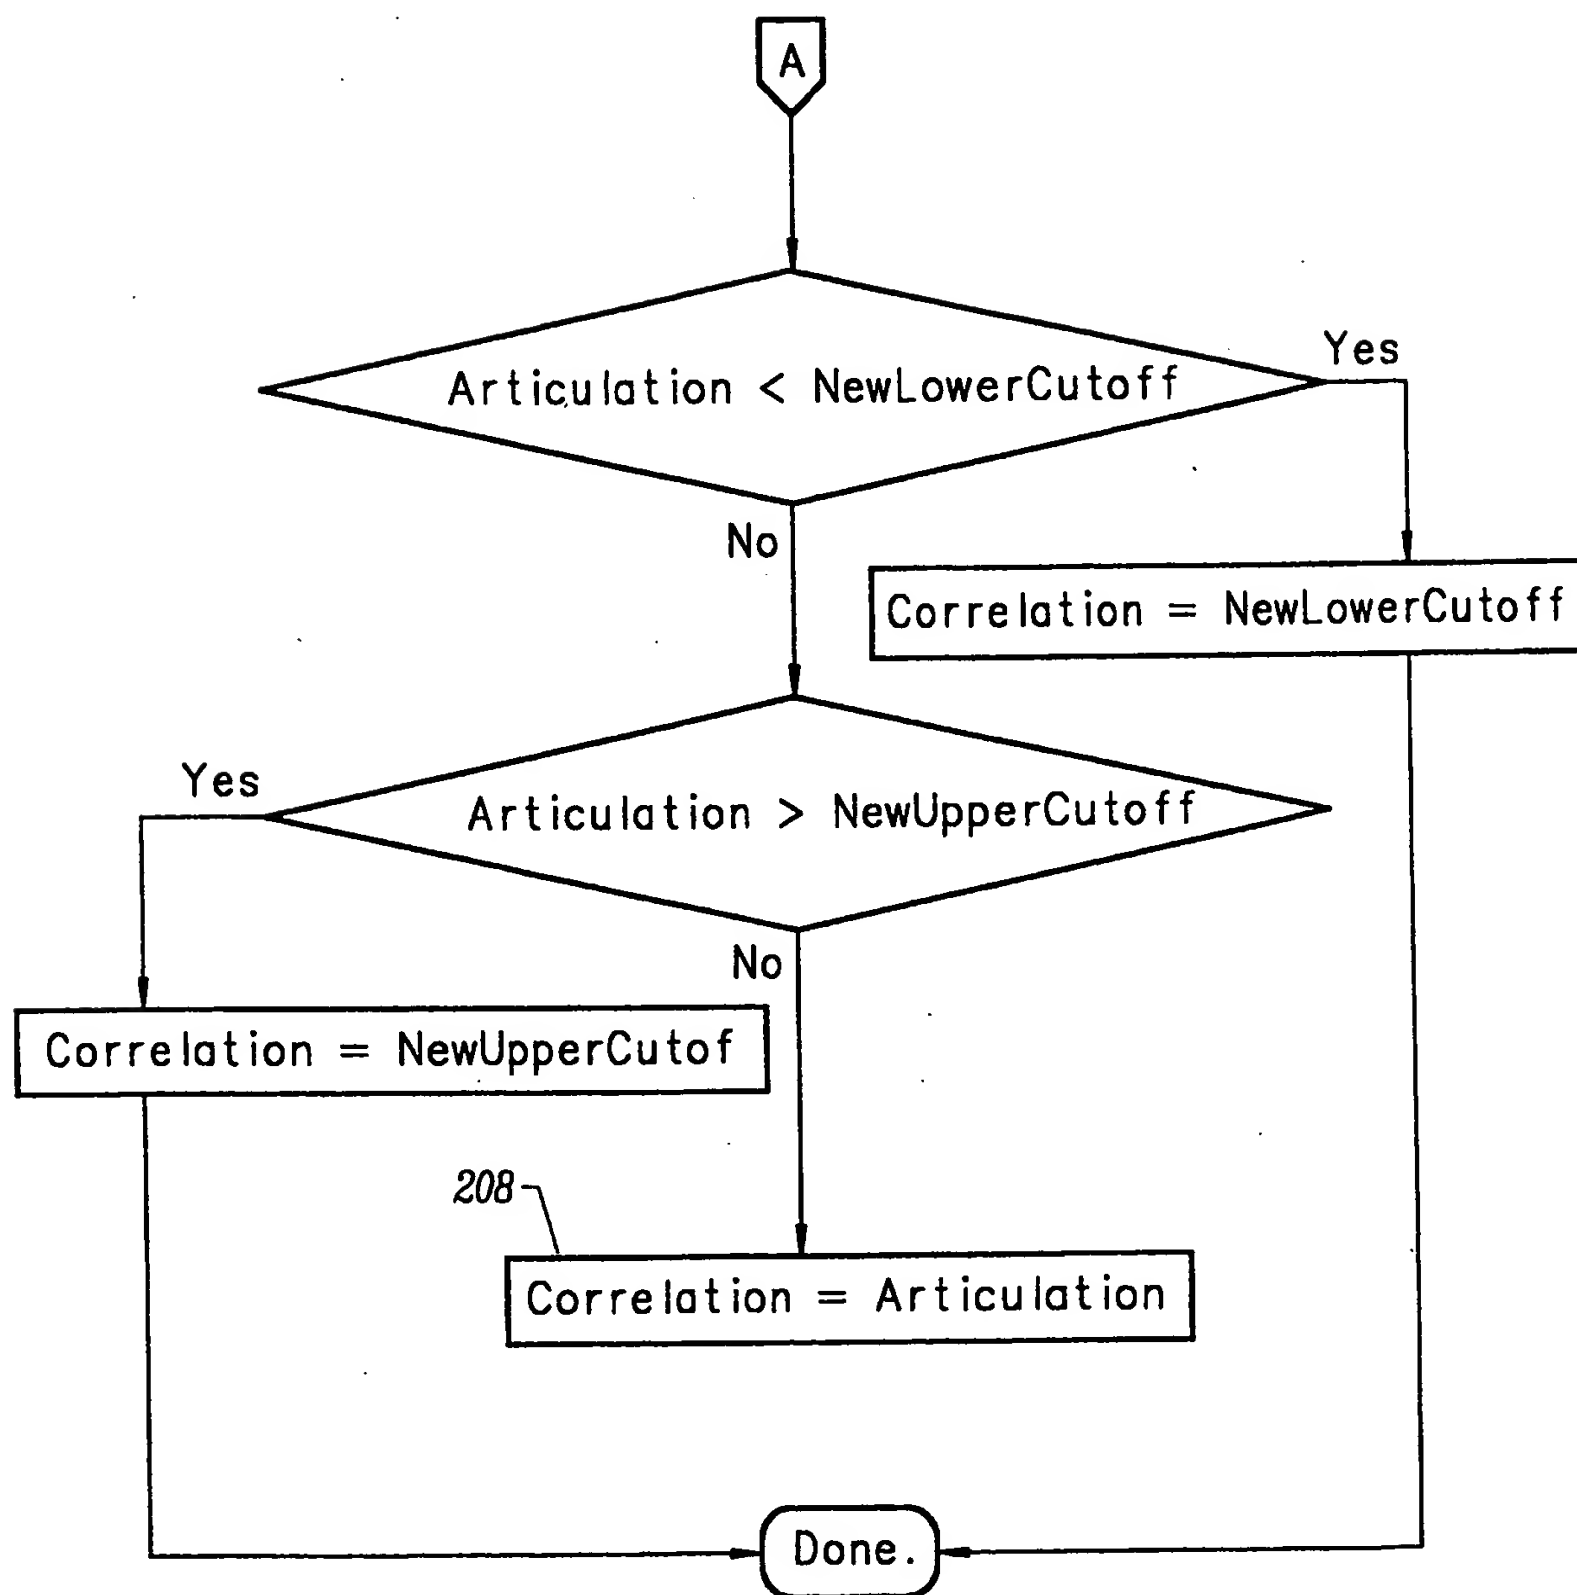 A
Yes
Articulation < NewLowerCutoff
No
Correlation = NewLowerCutoff
Yes
Articulation > NewUpperCutoff
No
Correlation = NewUpperCutof
208
Correlation = Articulation
Done.